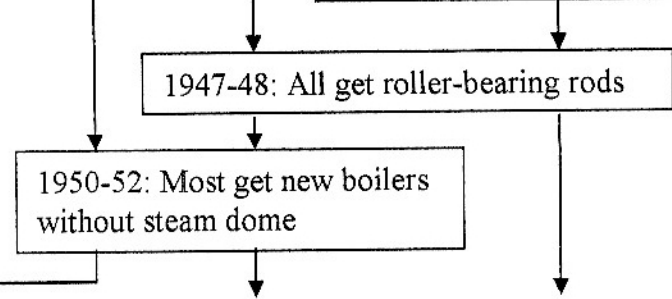 1947-48: All get roller-bearing rods
1950-52: Most get new boilers
without steam dome